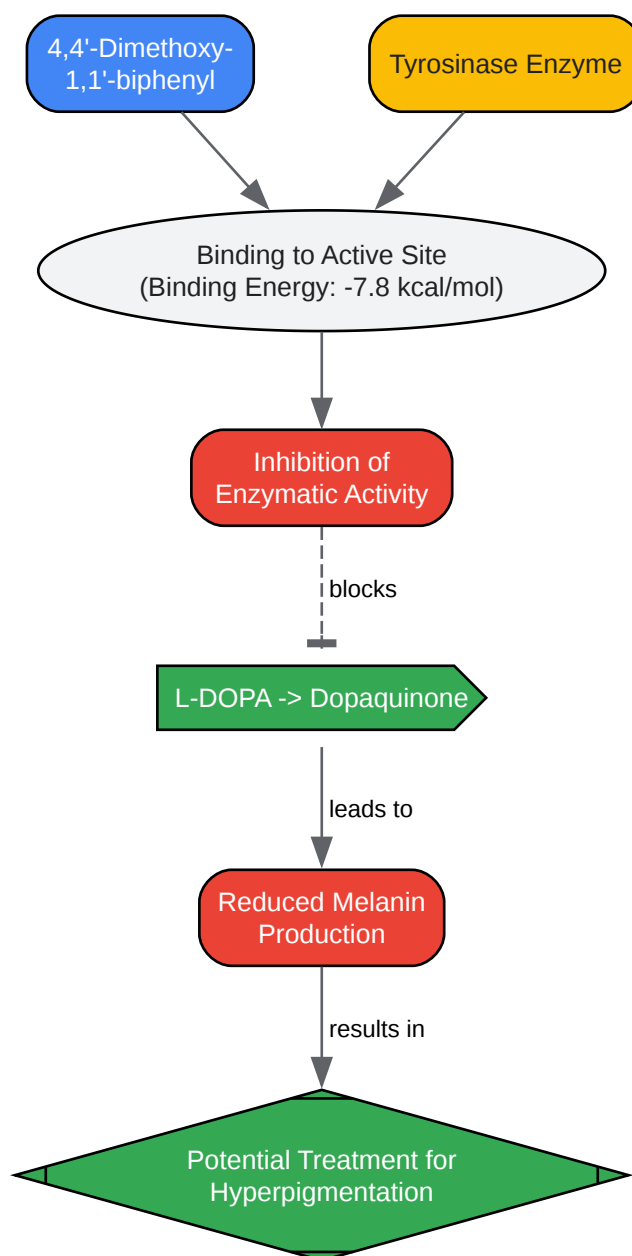 4,4'-Dimethoxy-
1,1'-biphenyl
Tyrosinase Enzyme
Binding to Active Site
(Binding Energy: -7.8 kcal/mol)
Inhibition of
Enzymatic Activity
blocks
L-DOPA -> Dopaquinone
leads to
Reduced Melanin
Production
results in
Potential Treatment for
Hyperpigmentation